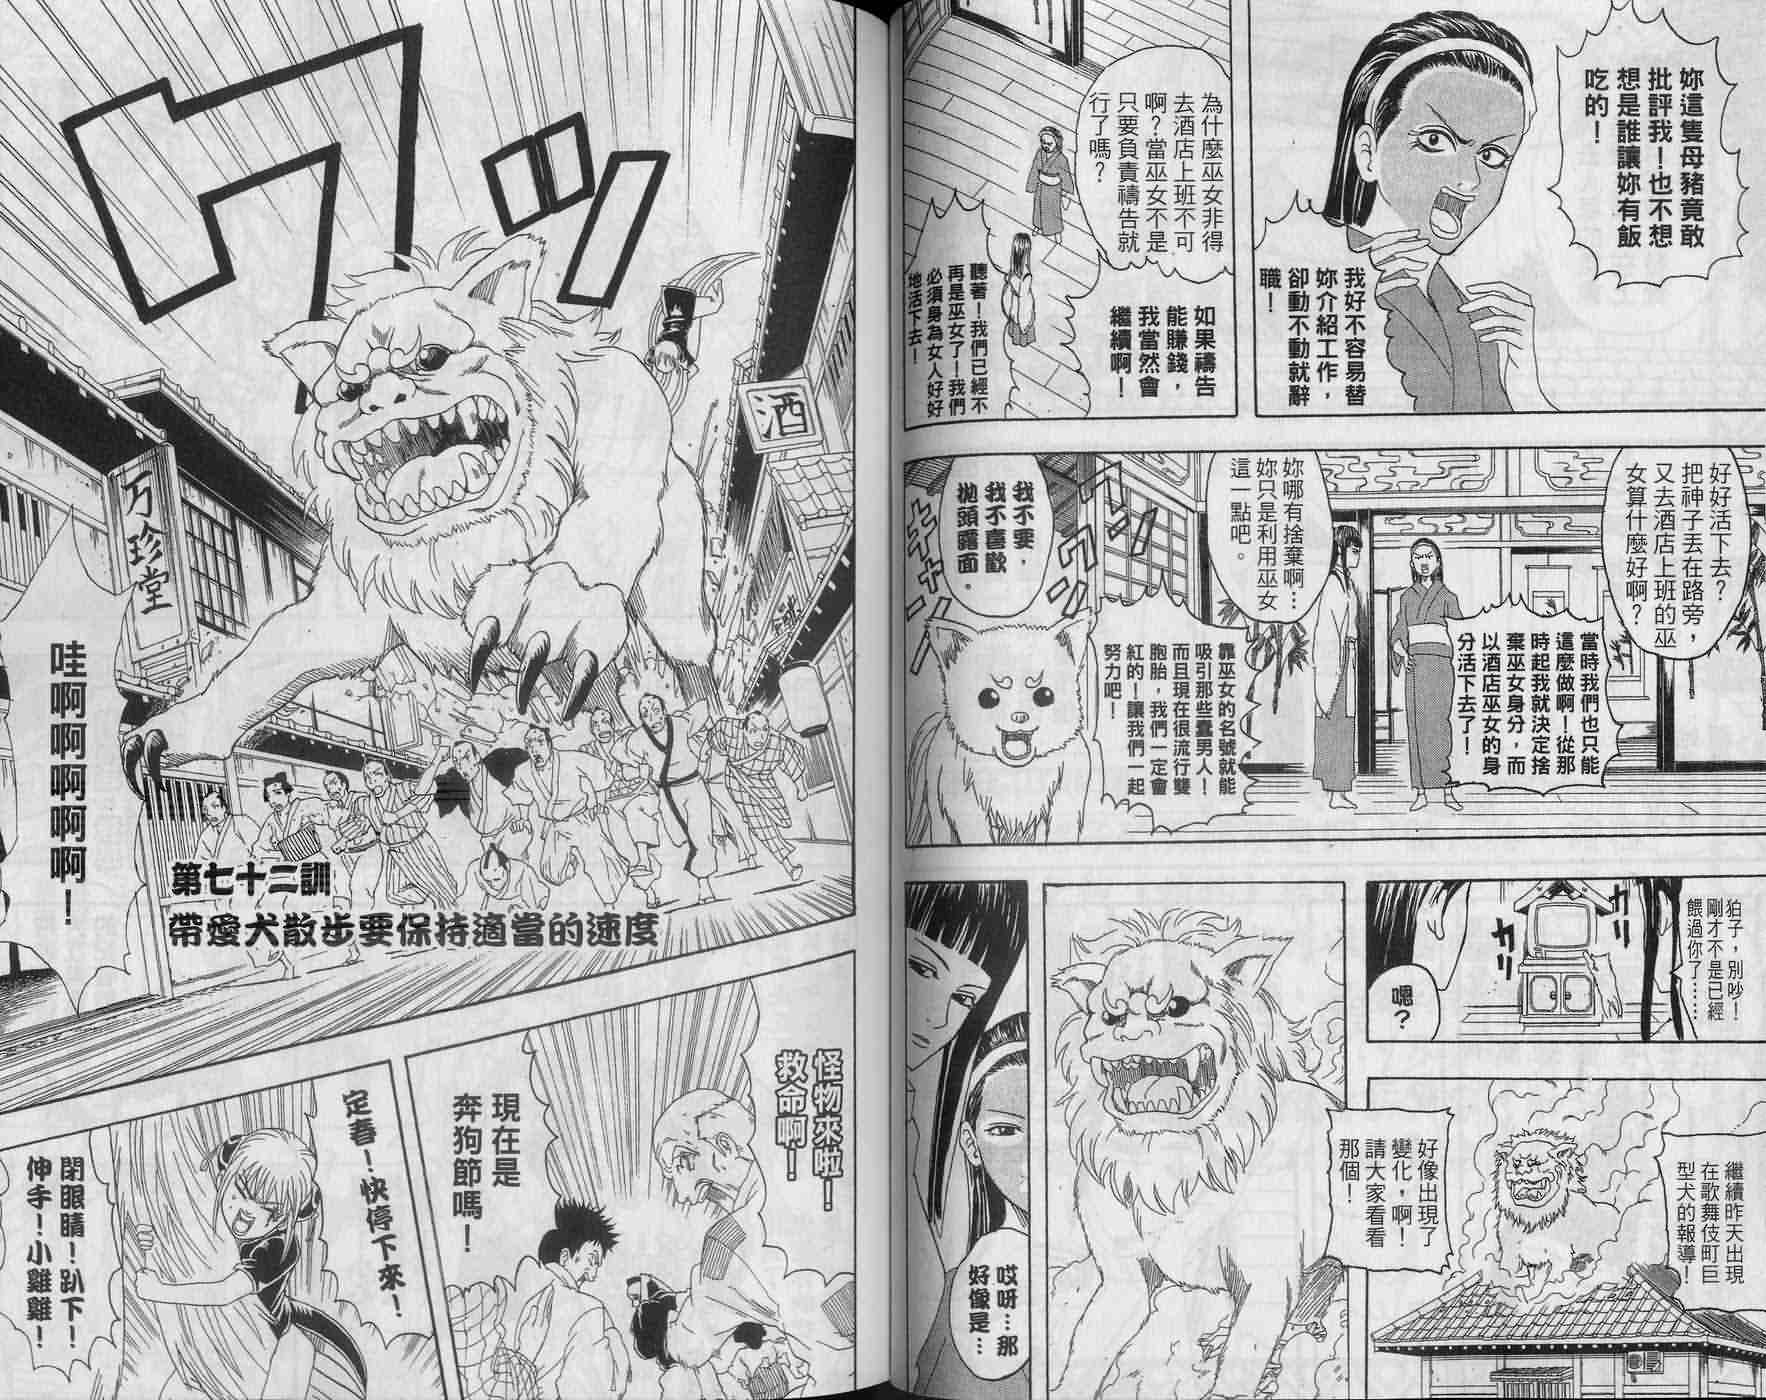 妳這隻母豬竟敢
批評我！也不想
想是誰讓妳有飯
吃的！
我好不容易替
妳介紹工作，
卻動不動就辭
職！
為什麼巫女非得
去酒店上班不可
啊？當巫女不是
只要負責禱告就
行了嗎？
如果禱告
能賺錢，
我當然會
繼續啊！
聽著！我們已經不
再是巫女了！我們
必須身為女人好好
地活下去！
好好活下去？
把神子丟在路旁，
又去酒店上班的巫
女算什麼好啊？
當時我們也只能
這麼做啊！從那
時起我就決定捨
棄巫女身分，而
以酒店巫女的身
分活下去了！
妳哪有捨棄啊…
妳只是利用巫女
這一點吧。
靠巫女的名號就能
吸引那些蠢男人！
而且現在很流行雙
胞胎，我們一定會
紅的！讓我們一起
努力吧！
我不要，
我不喜歡
拋頭露面。
ワンッ
キャンッ
狛子，別吵！
剛才不是已經
餵過你了……
カリ
カリ
嗯？
繼續昨天出現
在歌舞伎町巨
型犬的報導！
好像出現了
變化，啊！
請大家看看
那個！
哎呀…那
好像是…
ワッ
酒
万珍堂
哇啊啊啊啊啊啊！
第七十二訓
帶愛犬散步要保持適當的速度
怪物來啦！
救命啊！
現在是
奔狗節嗎！
定春！快停下來！
閉眼睛！趴下！
伸手！小雞雞！